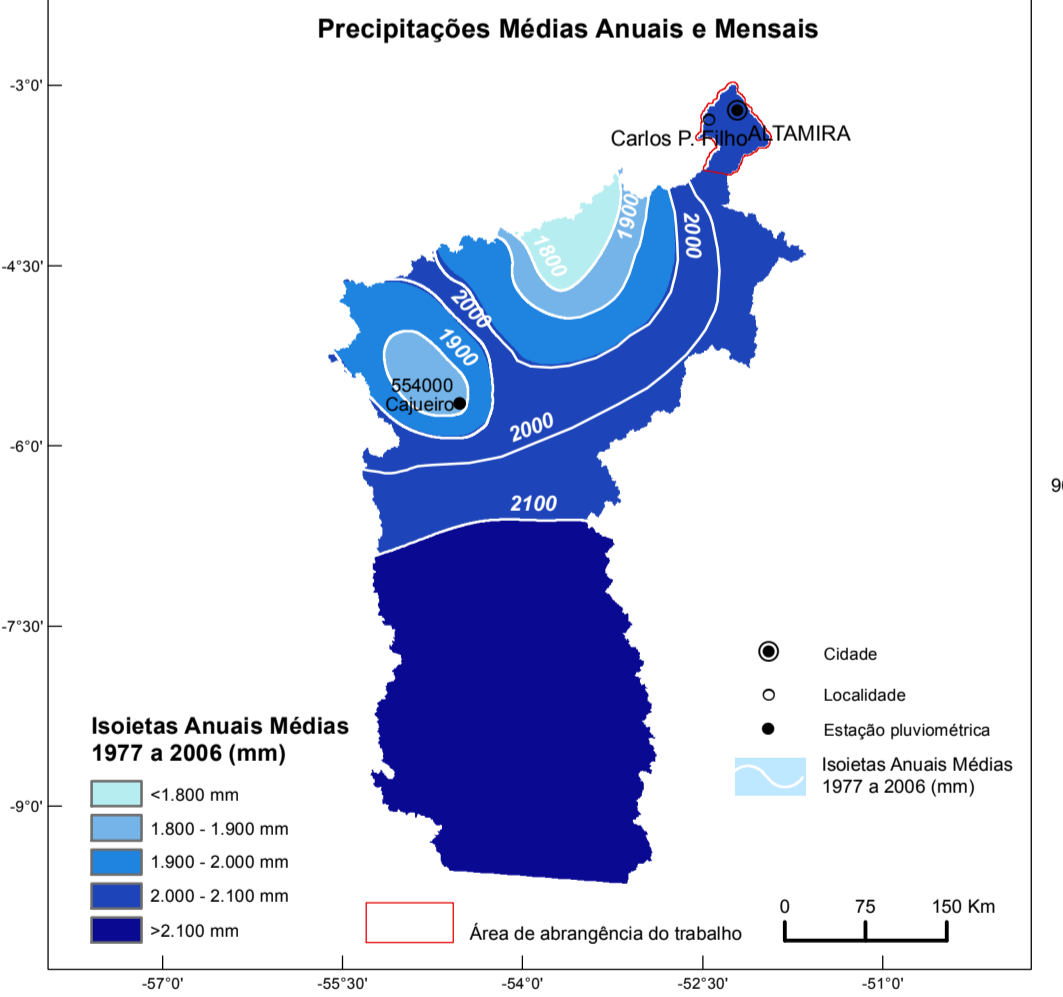 Precipitações Médias Anuais e Mensais
-3°0'
-4°30'
-6°0'
-7°30'
-9°0'
Carlos P. Filho
ALTAMIRA
1800
1900
2000
2000
1900
554000
Cajueiro
2000
2100
Cidade
Localidade
Estação pluviométrica
Isoietas Anuais Médias
1977 a 2006 (mm)
Isoietas Anuais Médias
1977 a 2006 (mm)
<1.800 mm
1.800 - 1.900 mm
1.900 - 2.000 mm
2.000 - 2.100 mm
>2.100 mm
Área de abrangência do trabalho
0 75 150 Km
-57°0' -55°30' -54°0' -52°30' -51°0'